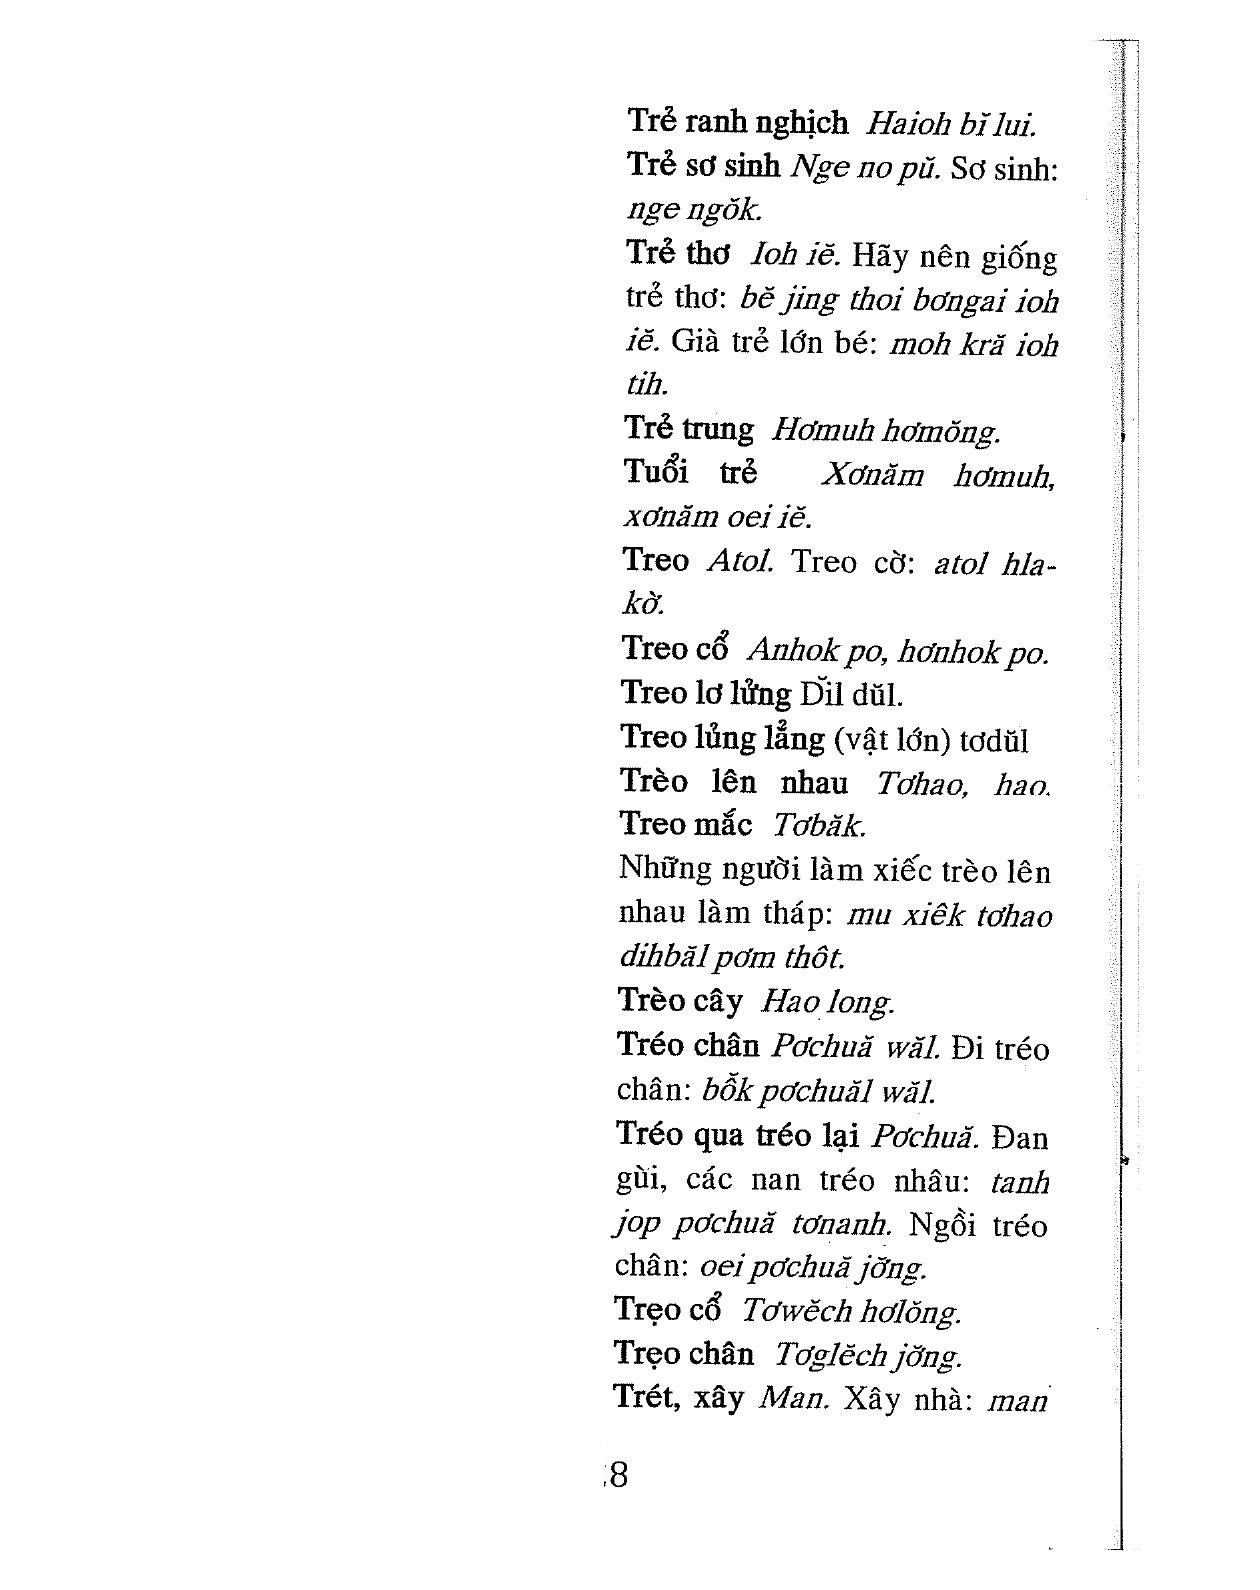 Trẻ ranh nghịch Haioh bĭ lui.
Trẻ sơ sinh Nge no pŭ. Sơ sinh:
nge ngŏk.
Trẻ thơ Ioh iĕ. Hãy nên giống
trẻ thơ: bĕ jing thoi bơngai ioh
iĕ. Già trẻ lớn bé: moh kră ioh
tih.
Trẻ trung Hơmuh hơmŏng.
Tuổi trẻ Xơnăm hơmuh,
xơnăm oei iĕ.
Treo Atol. Treo cờ: atol hla-
kờ.
Treo cổ Anhok po, hơnhok po.
Treo lơ lửng Dĭl dŭl.
Treo lủng lẳng (vật lớn) tơdŭl
Trèo lên nhau Tơhao, hao.
Treo mắc Tơbăk.
Những người làm xiếc trèo lên
nhau làm tháp: mu xiêk tơhao
dihbăl pơm thôt.
Trèo cây Hao long.
Tréo chân Pơchuă wăl. Đi tréo
chân: bô̆k pơchuăl wăl.
Tréo qua tréo lại Pơchuă. Đan
gùi, các nan tréo nhâu: tanh
jop pơchuă tơnanh. Ngồi tréo
chân: oei pơchuă jơ̆ng.
Trẹo cổ Tơwĕch hơlŏng.
Trẹo chân Tơglĕch jơ̆ng.
Trét, xây Man. Xây nhà: man
8